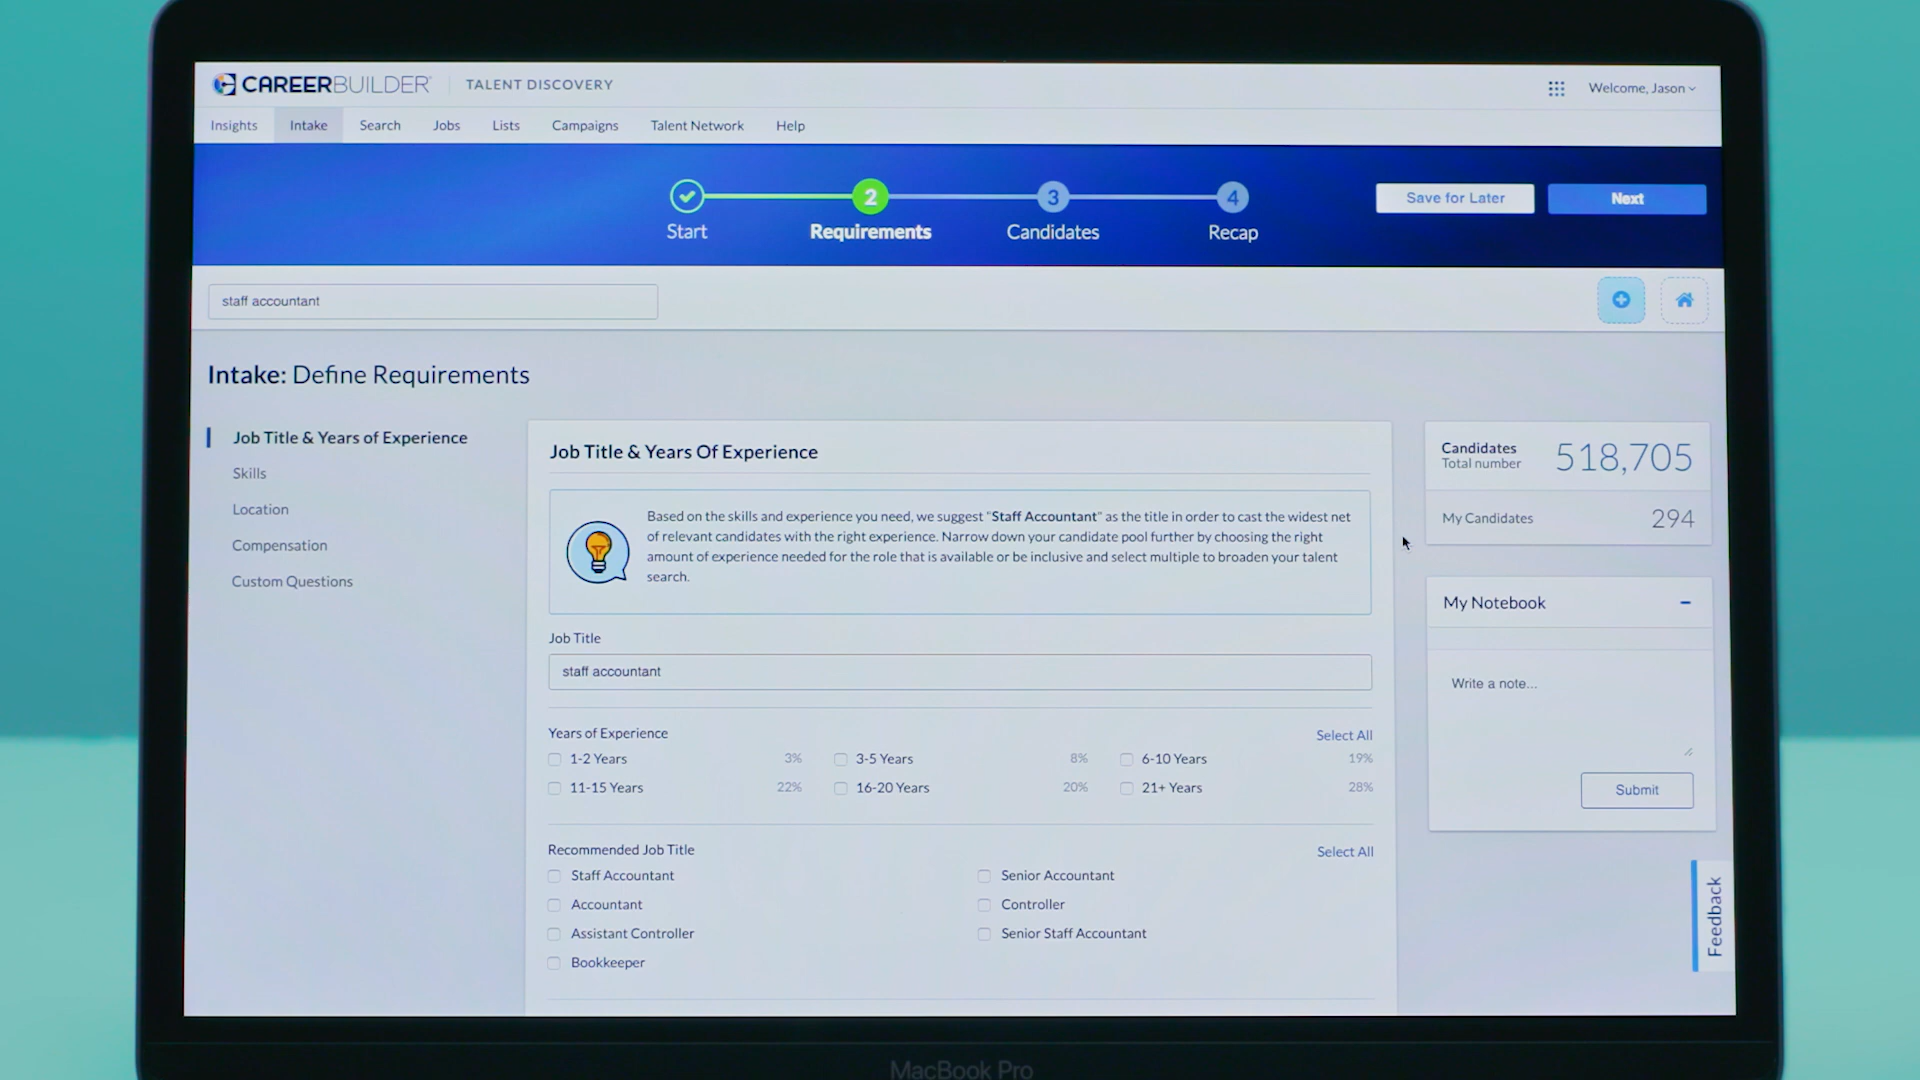 CAREERBUILDER® TALENT DISCOVERY
Welcome, Jason
Insights Intake Search Jobs Lists Campaigns Talent Network Help
2 3 4
Start Requirements Candidates Recap
Save for Later Next
staff accountant
Intake: Define Requirements
Job Title & Years of Experience
Skills
Location
Compensation
Custom Questions
Job Title & Years Of Experience
Based on the skills and experience you need, we suggest "Staff Accountant" as the title in order to cast the widest net
of relevant candidates with the right experience. Narrow down your candidate pool further by choosing the right
amount of experience needed for the role that is available or be inclusive and select multiple to broaden your talent
search.
Job Title
staff accountant
Years of Experience Select All
1-2 Years 3% 3-5 Years 8% 6-10 Years 19%
11-15 Years 22% 16-20 Years 20% 21+ Years 28%
Recommended Job Title Select All
Staff Accountant Senior Accountant
Accountant Controller
Assistant Controller Senior Staff Accountant
Bookkeeper
Candidates 518,705
Total number
My Candidates 294
My Notebook
Write a note...
Submit
Feedback
MacBook Pro